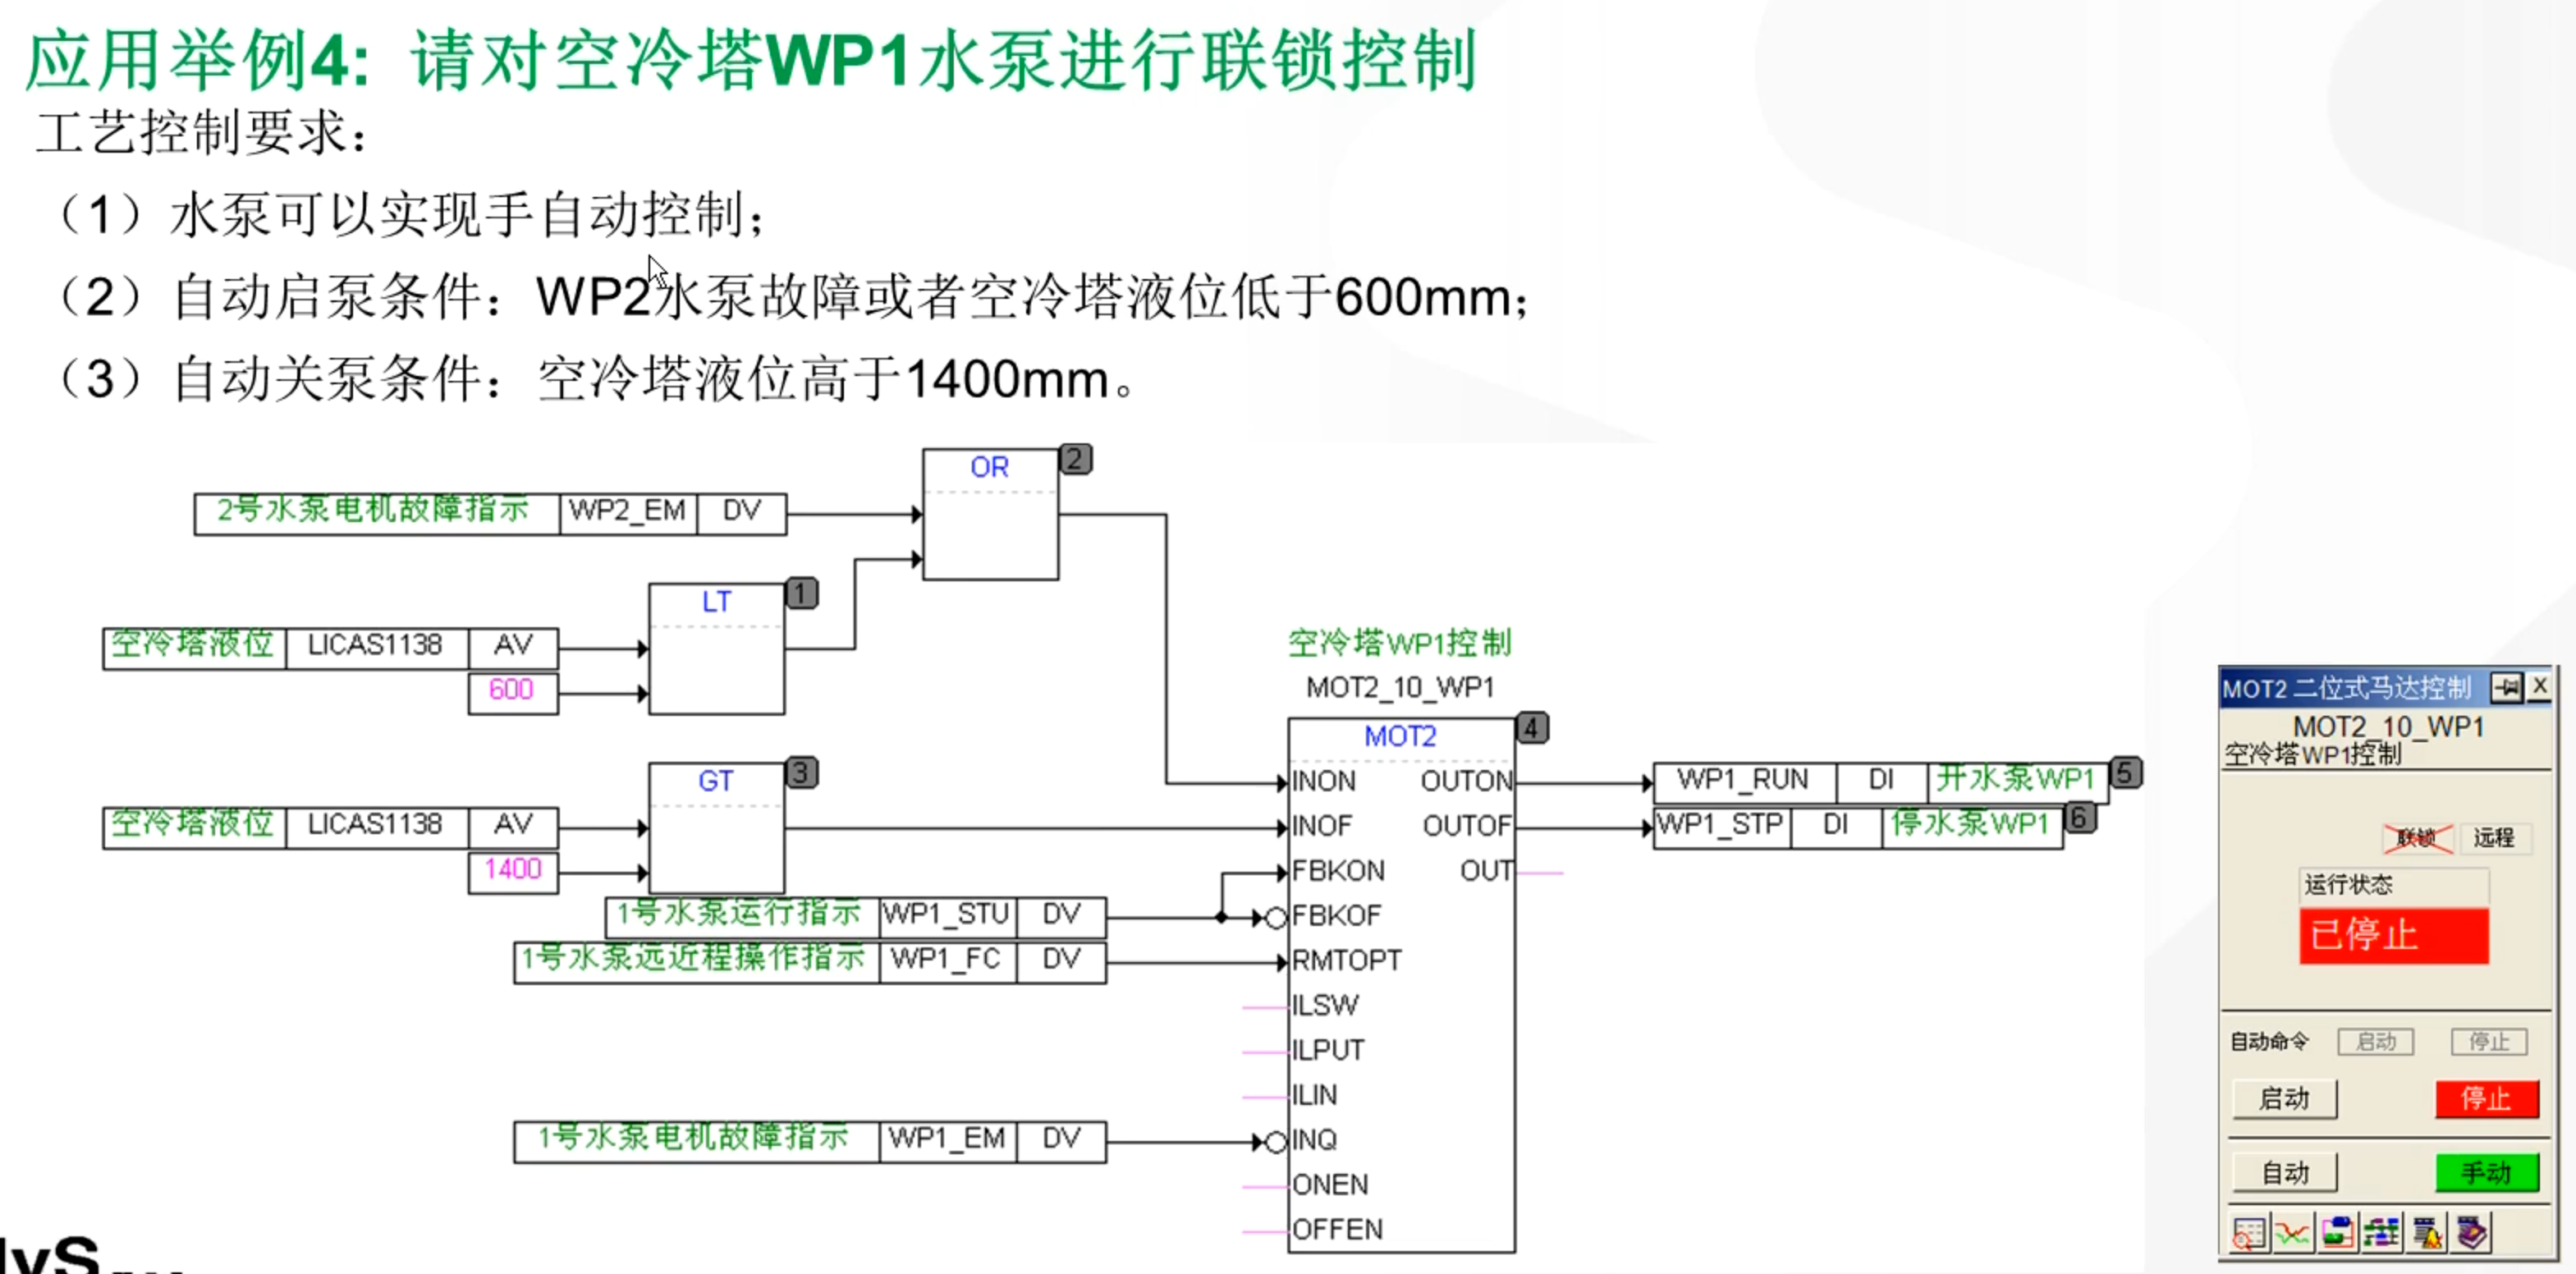 应用举例4：请对空冷塔WP1水泵进行联锁控制
工艺控制要求：
（1）水泵可以实现手自动控制；
（2）自动启泵条件：WP2水泵故障或者空冷塔液位低于600mm；
（3）自动关泵条件：空冷塔液位高于1400mm。
OR 2
2号水泵电机故障指示 WP2_EM DV
LT 1
空冷塔液位 LICAS1138 AV
600
空冷塔WP1控制
MOT2_10_WP1
MOT2 4
GT 3
INON OUTON WP1_RUN DI 开水泵WP1 5
空冷塔液位 LICAS1138 AV INOF OUTOF WP1_STP DI 停水泵WP1 6
1400 FBKON OUT
1号水泵运行指示 WP1_STU DV FBKOF
1号水泵远近程操作指示 WP1_FC DV RMTOPT
ILSW
ILPUT
ILIN
1号水泵电机故障指示 WP1_EM DV INQ
ONEN
OFFEN
MOT2 二位式马达控制 X
MOT2_10_WP1
空冷塔WP1控制
联锁 远程
运行状态
已停止
自动命令 启动 停止
启动 停止
自动 手动